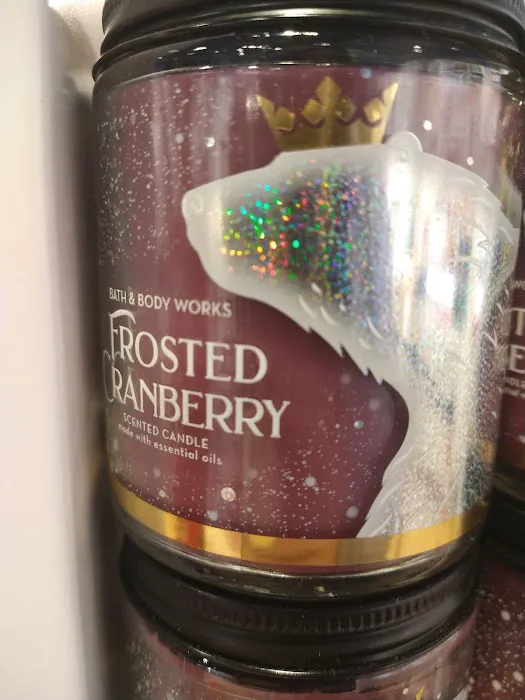 BATH & BODY WORKS
FROSTED
CRANBERRY
SCENTED CANDLE
made with essential oils